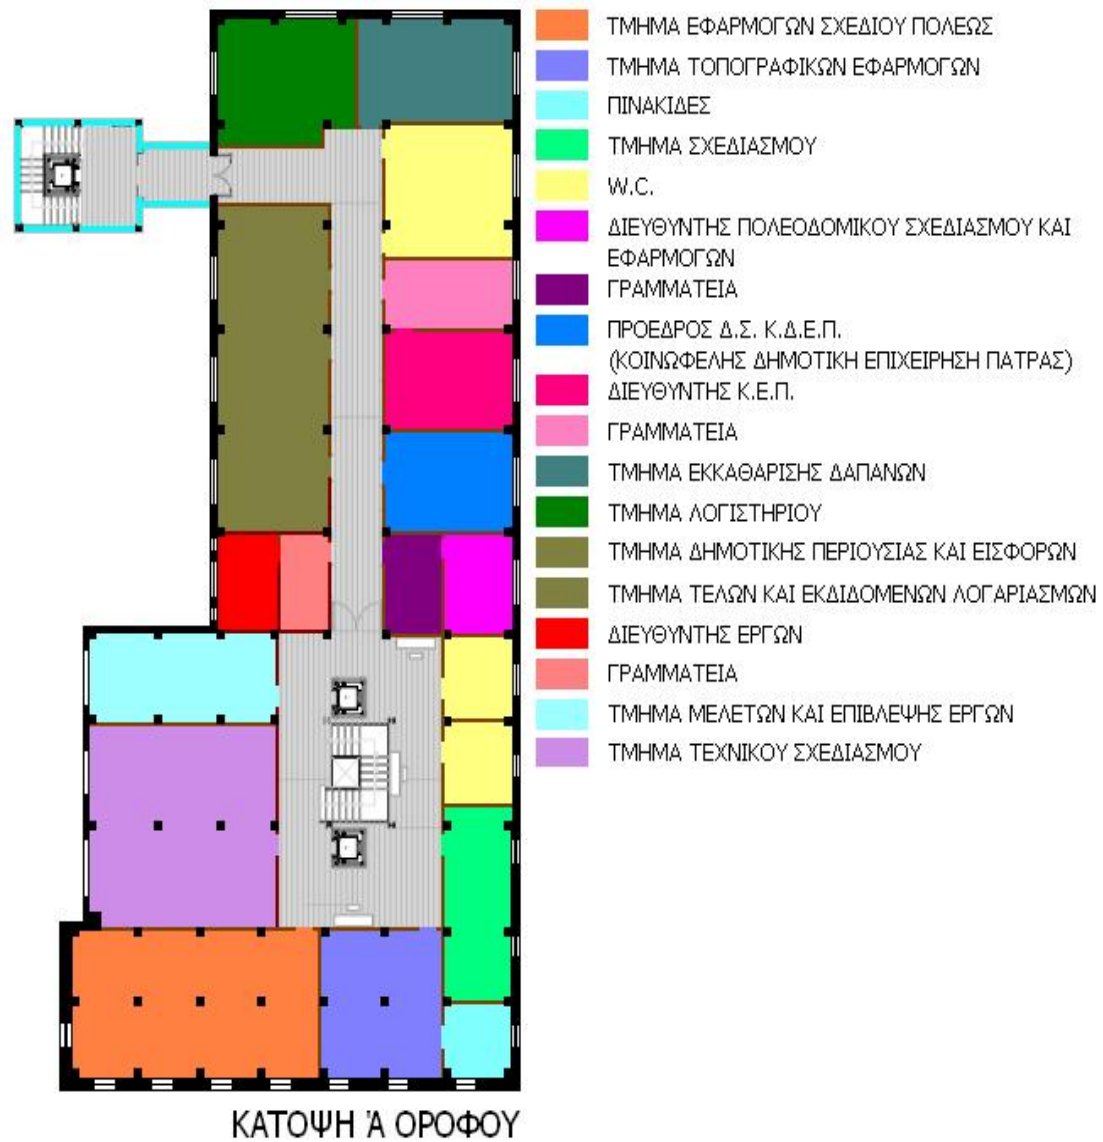 ΤΜΗΜΑ ΕΦΑΡΜΟΓΩΝ ΣΧΕΔΙΟΥ ΠΟΛΕΩΣ
ΤΜΗΜΑ ΤΟΠΟΓΡΑΦΙΚΩΝ ΕΦΑΡΜΟΓΩΝ
ΠΙΝΑΚΙΔΕΣ
ΤΜΗΜΑ ΣΧΕΔΙΑΣΜΟΥ
W.C.
ΔΙΕΥΘΥΝΤΗΣ ΠΟΛΕΟΔΟΜΙΚΟΥ ΣΧΕΔΙΑΣΜΟΥ ΚΑΙ
ΕΦΑΡΜΟΓΩΝ
ΓΡΑΜΜΑΤΕΙΑ
ΠΡΟΕΔΡΟΣ Δ.Σ. Κ.Δ.Ε.Π.
(ΚΟΙΝΩΦΕΛΗΣ ΔΗΜΟΤΙΚΗ ΕΠΙΧΕΙΡΗΣΗ ΠΑΤΡΑΣ)
ΔΙΕΥΘΥΝΤΗΣ Κ.Ε.Π.
ΓΡΑΜΜΑΤΕΙΑ
ΤΜΗΜΑ ΕΚΚΑΘΑΡΙΣΗΣ ΔΑΠΑΝΩΝ
ΤΜΗΜΑ ΛΟΓΙΣΤΗΡΙΟΥ
ΤΜΗΜΑ ΔΗΜΟΤΙΚΗΣ ΠΕΡΙΟΥΣΙΑΣ ΚΑΙ ΕΙΣΦΟΡΩΝ
ΤΜΗΜΑ ΤΕΛΩΝ ΚΑΙ ΕΚΔΙΔΟΜΕΝΩΝ ΛΟΓΑΡΙΑΣΜΩΝ
ΔΙΕΥΘΥΝΤΗΣ ΕΡΓΩΝ
ΓΡΑΜΜΑΤΕΙΑ
ΤΜΗΜΑ ΜΕΛΕΤΩΝ ΚΑΙ ΕΠΙΒΛΕΨΗΣ ΕΡΓΩΝ
ΤΜΗΜΑ ΤΕΧΝΙΚΟΥ ΣΧΕΔΙΑΣΜΟΥ
ΚΑΤΟΨΗ Ά ΟΡΟΦΟΥ